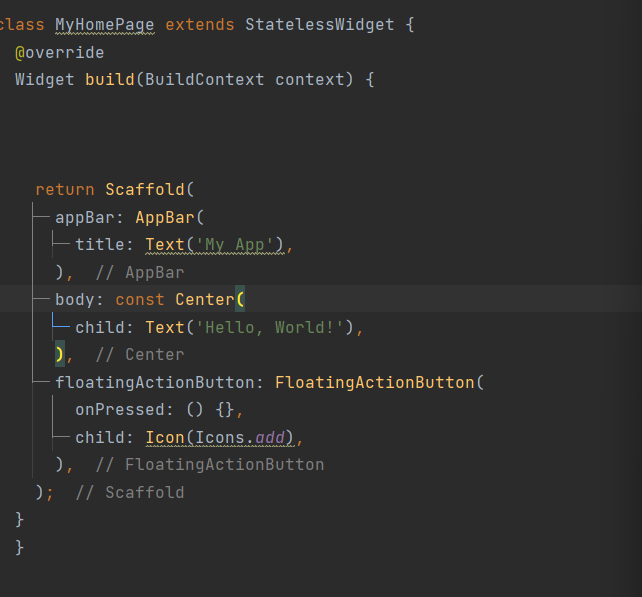 class MyHomePage extends StatelessWidget {
@override
Widget build(BuildContext context) {
return Scaffold(
appBar: AppBar(
title: Text('My App'),
), // AppBar
body: const Center(
child: Text('Hello, World!'),
), // Center
floatingActionButton: FloatingActionButton(
onPressed: () {},
child: Icon(Icons.add),
), // FloatingActionButton
); // Scaffold
}
}